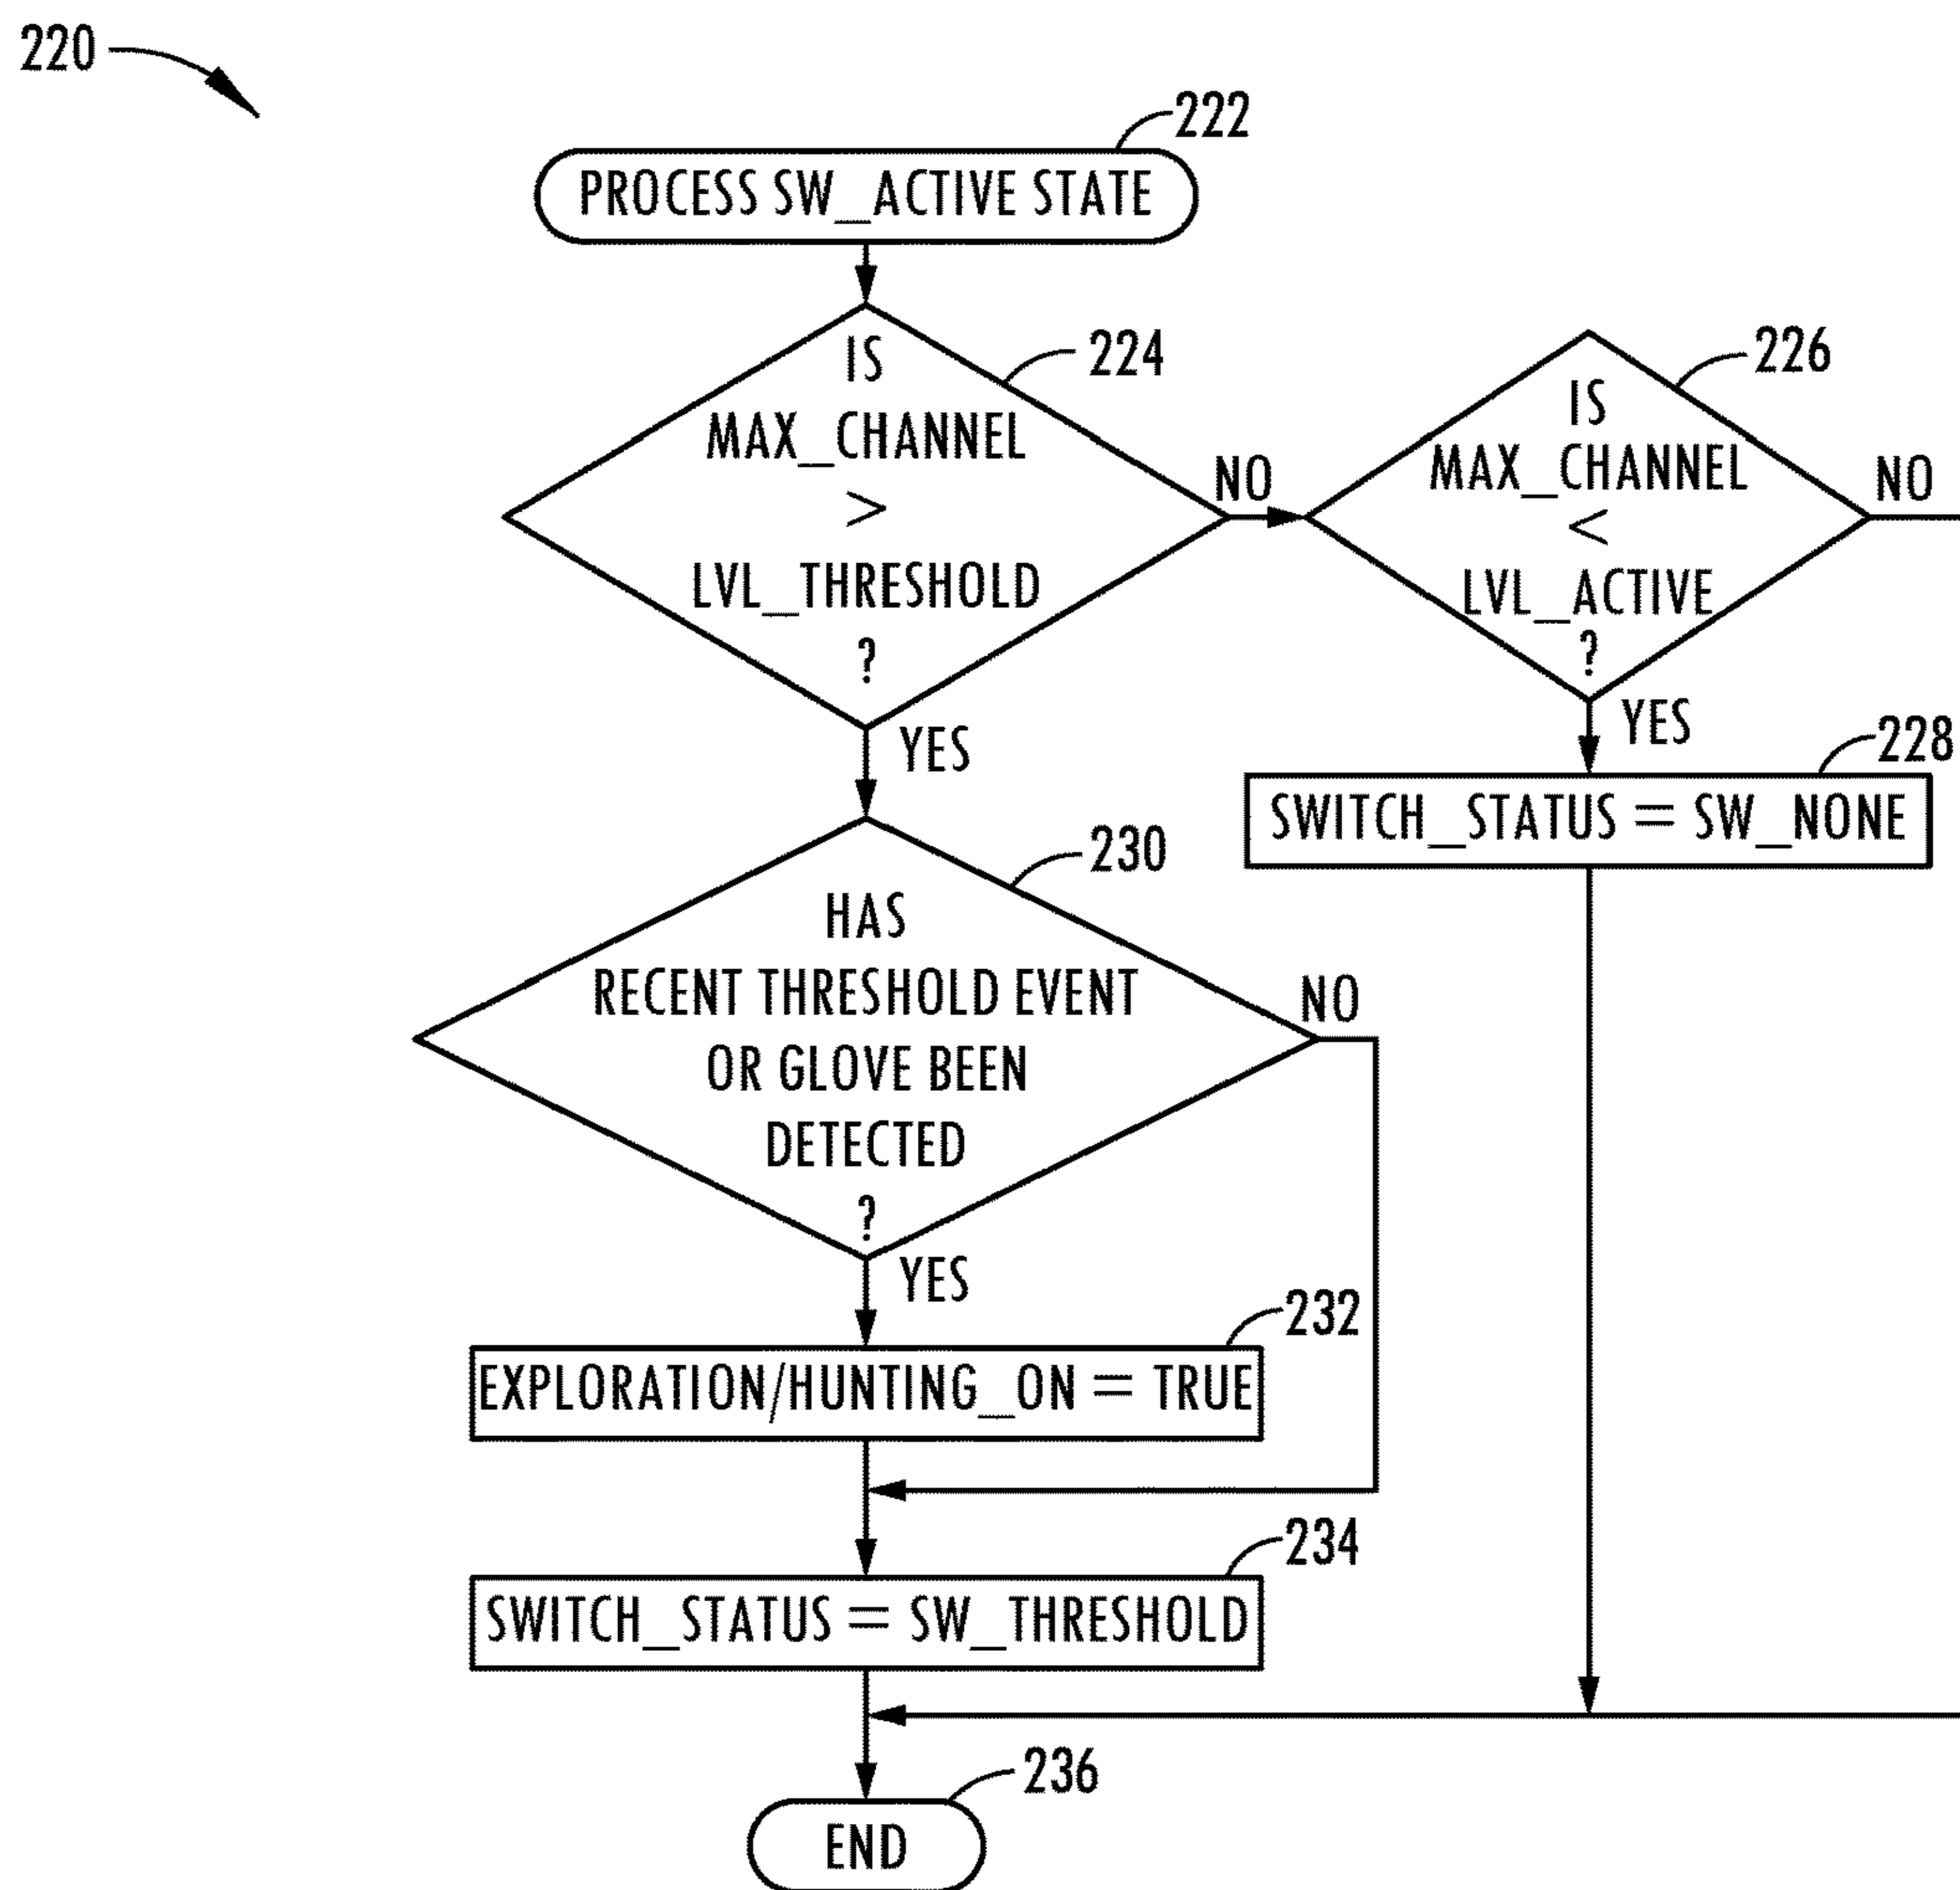 220
222
PROCESS SW_ACTIVE STATE
224
IS
MAX_CHANNEL
>
LVL_THRESHOLD
?
NO
YES
226
IS
MAX_CHANNEL
<
LVL_ACTIVE
?
NO
YES
228
SWITCH_STATUS = SW_NONE
230
HAS
RECENT THRESHOLD EVENT
OR GLOVE BEEN
DETECTED
?
NO
YES
232
EXPLORATION/HUNTING_ON = TRUE
234
SWITCH_STATUS = SW_THRESHOLD
236
END